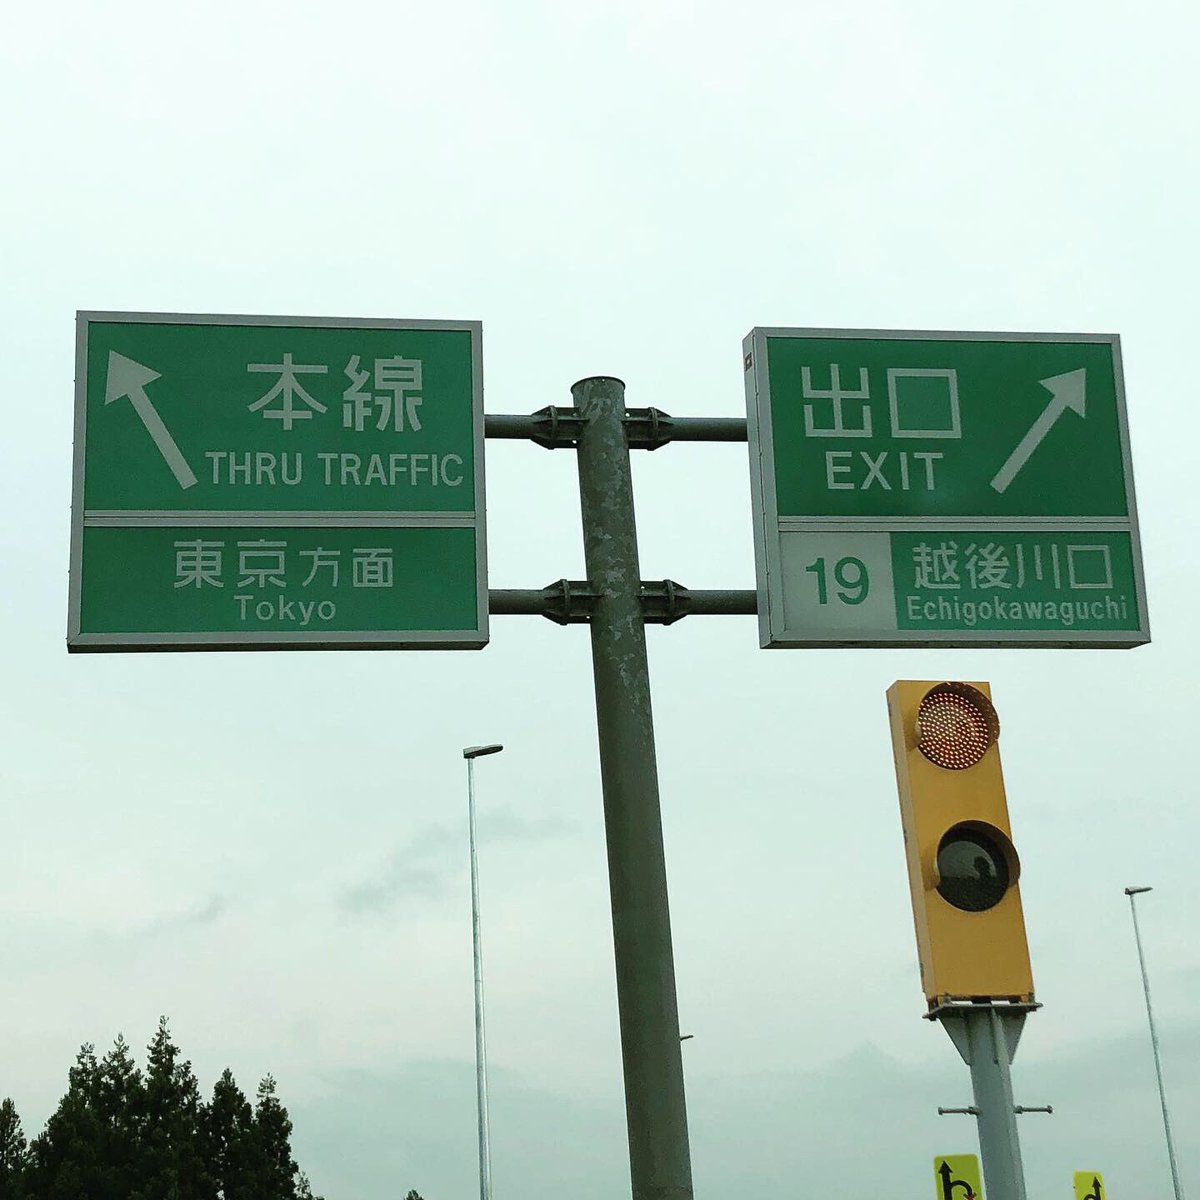 本線
THRU TRAFFIC
東京方面
Tokyo
出口
EXIT
19
越後川口
Echigokawaguchi